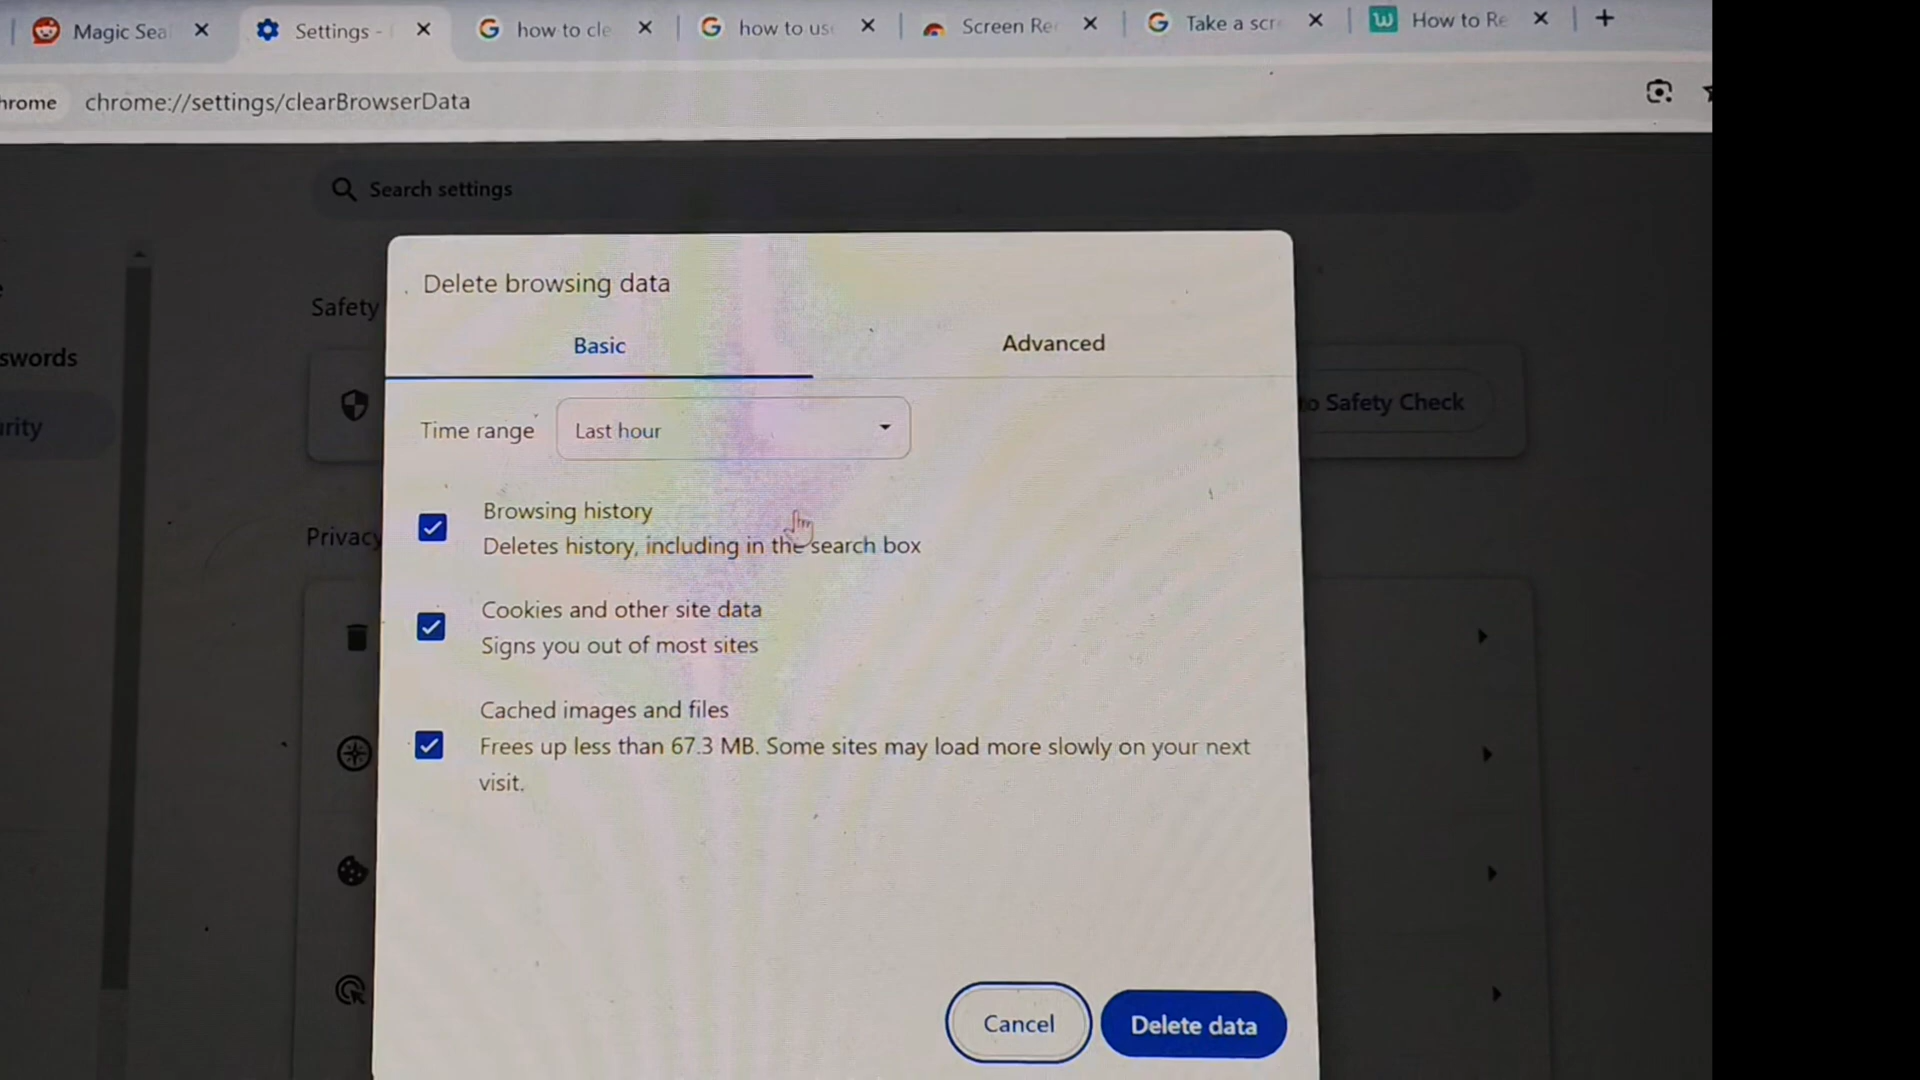 Magic Sea
Settings -
how to cle
how to us
Screen Re
Take a scr
How to Re
hrome
chrome://settings/clearBrowserData
Search settings
Delete browsing data
Safety
Basic
Advanced
swords
Time range
Last hour
o Safety Check
urity
Browsing history
Deletes history, including in the search box
Privacy
Cookies and other site data
Signs you out of most sites
Cached images and files
Frees up less than 67.3 MB. Some sites may load more slowly on your next
visit.
Cancel
Delete data